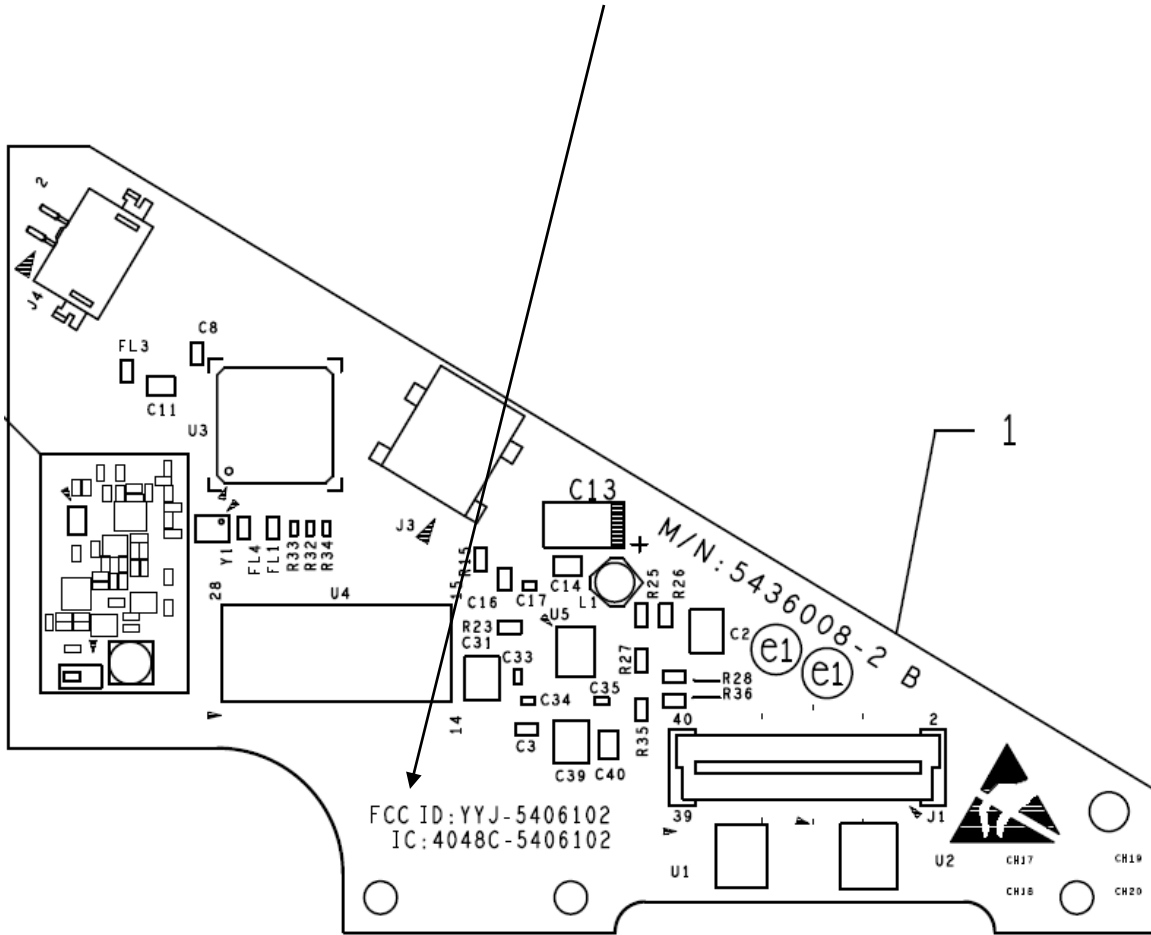 2
J4
C8
FL3
C11
U3
1
C13
J3
+
M/N:5436008-2 B
Y1
FL4
FL1
R33
R32
R34
R15
C14
C16
C17
L1
R25
R26
28
U4
15
U5
R23
C2
e1
e1
C31
C33
R27
R28
R36
C34
C35
14
C3
R35
40
2
C39
C40
FCC ID:YYJ-5406102
IC:4048C-5406102
39
J1
U1
U2
CH17
CH19
CH18
CH20